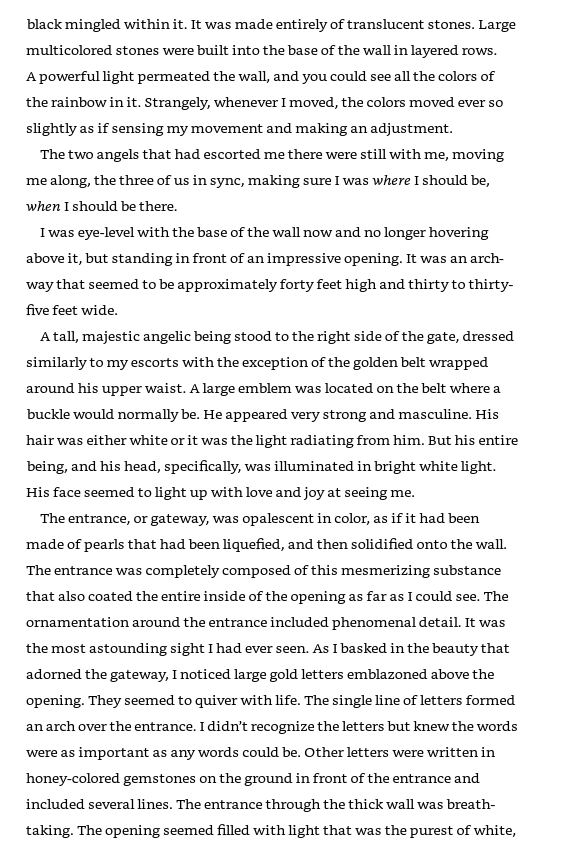 black mingled within it. It was made entirely of translucent stones. Large
multicolored stones were built into the base of the wall in layered rows.
A powerful light permeated the wall, and you could see all the colors of
the rainbow in it. Strangely, whenever I moved, the colors moved ever so
slightly as if sensing my movement and making an adjustment.
The two angels that had escorted me there were still with me, moving
me along, the three of us in sync, making sure I was where I should be,
when I should be there.
I was eye-level with the base of the wall now and no longer hovering
above it, but standing in front of an impressive opening. It was an arch-
way that seemed to be approximately forty feet high and thirty to thirty-
five feet wide.
A tall, majestic angelic being stood to the right side of the gate, dressed
similarly to my escorts with the exception of the golden belt wrapped
around his upper waist. A large emblem was located on the belt where a
buckle would normally be. He appeared very strong and masculine. His
hair was either white or it was the light radiating from him. But his entire
being, and his head, specifically, was illuminated in bright white light.
His face seemed to light up with love and joy at seeing me.
The entrance, or gateway, was opalescent in color, as if it had been
made of pearls that had been liquefied, and then solidified onto the wall.
The entrance was completely composed of this mesmerizing substance
that also coated the entire inside of the opening as far as I could see. The
ornamentation around the entrance included phenomenal detail. It was
the most astounding sight I had ever seen. As I basked in the beauty that
adorned the gateway, I noticed large gold letters emblazoned above the
opening. They seemed to quiver with life. The single line of letters formed
an arch over the entrance. I didn't recognize the letters but knew the words
were as important as any words could be. Other letters were written in
honey-colored gemstones on the ground in front of the entrance and
included several lines. The entrance through the thick wall was breath-
taking. The opening seemed filled with light that was the purest of white,